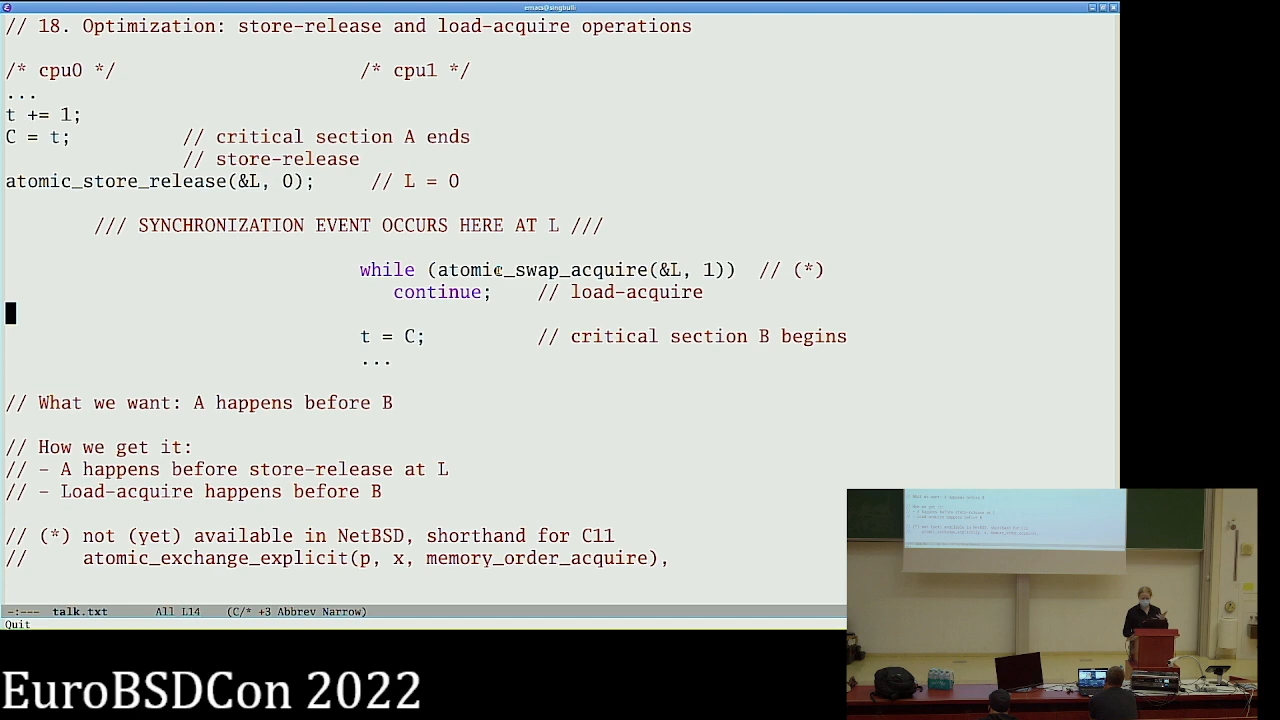 emacs@singbulli
// 18. Optimization: store-release and load-acquire operations
/* cpu0 */ /* cpu1 */
...
t += 1;
C = t; // critical section A ends
// store-release
atomic_store_release(&L, 0); // L = 0
/// SYNCHRONIZATION EVENT OCCURS HERE AT L ///
while (atomic_swap_acquire(&L, 1)) // (*)
continue; // load-acquire
t = C; // critical section B begins
...
// What we want: A happens before B
// How we get it:
// - A happens before store-release at L
// - Load-acquire happens before B
// (*) not (yet) available in NetBSD, shorthand for C11
// atomic_exchange_explicit(p, x, memory_order_acquire),
-:--- talk.txt All L14 (C/* +3 Abbrev Narrow)
Quit
EuroBSDCon 2022